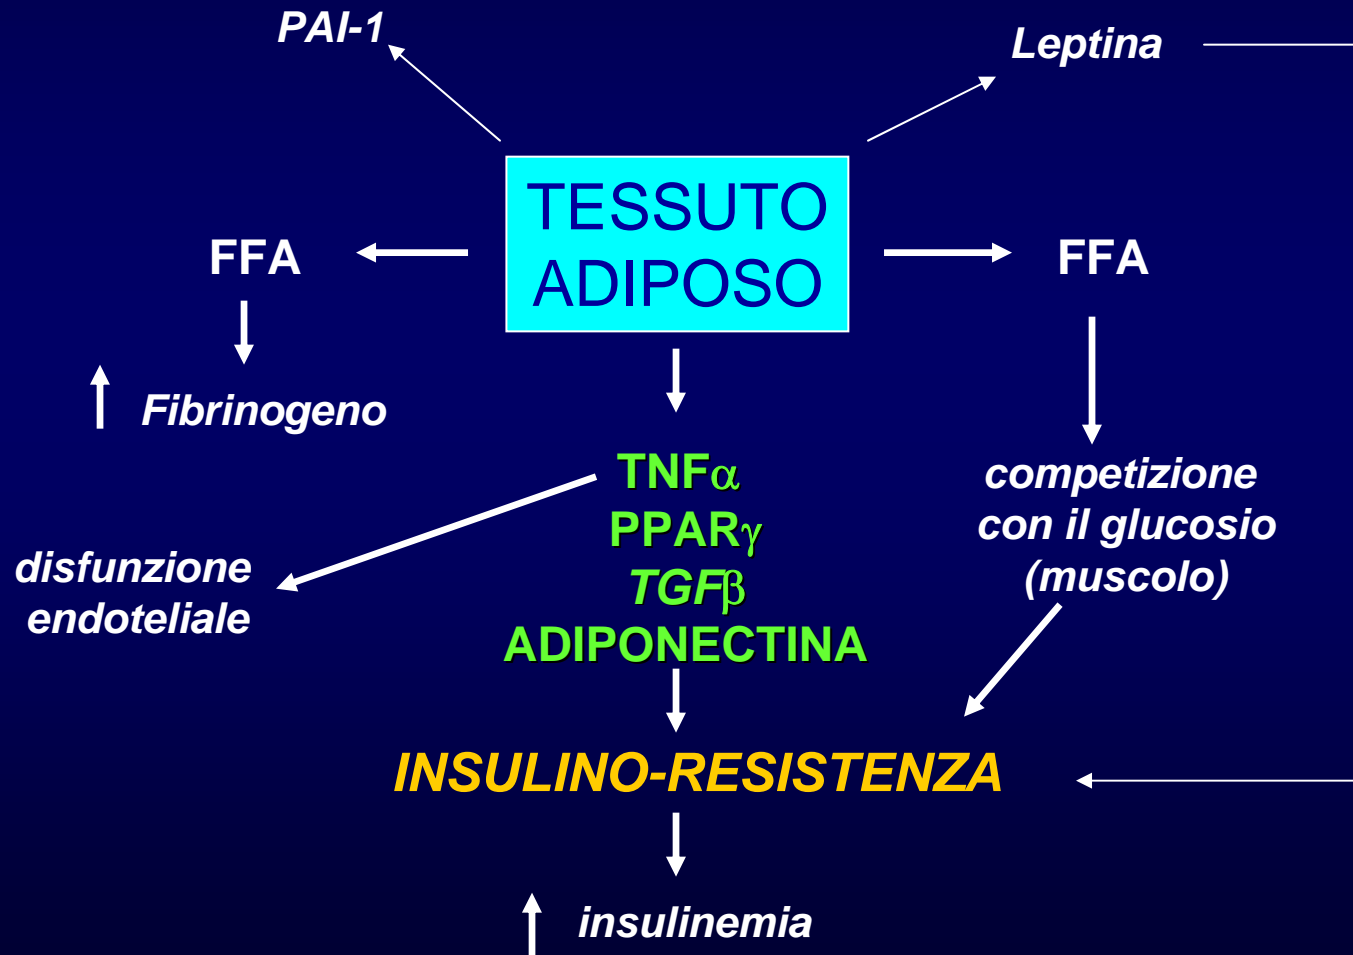 PAI-1
Leptina
TESSUTO
ADIPOSO
FFA
FFA
Fibrinogeno
TNFα
PPARγ
TGFβ
ADIPONECTINA
competizione
con il glucosio
(muscolo)
disfunzione
endoteliale
INSULINO-RESISTENZA
insulinemia